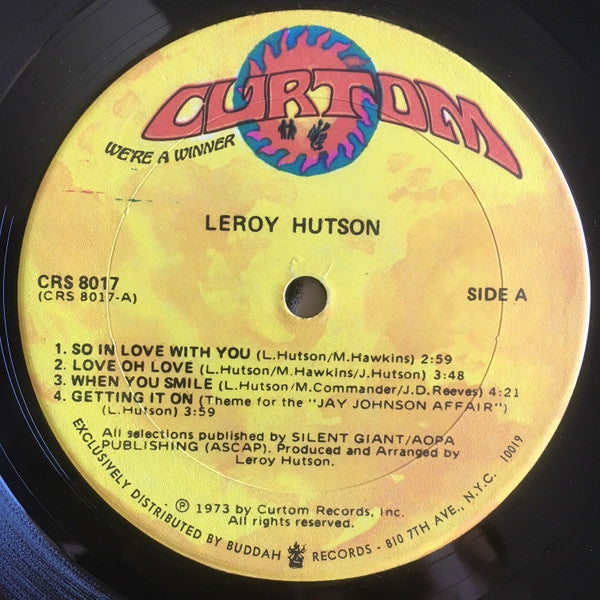 CURTOM
WE'RE A WINNER
LEROY HUTSON
CRS 8017
(CRS 8017-A)
SIDE A
1. SO IN LOVE WITH YOU (L.Hutson/M.Hawkins) 2:59
2. LOVE OH LOVE (L.Hutson/M.Hawkins/J.Hutson) 3:48
3. WHEN YOU SMILE (L.Hutson/M.Commander/J.D.Reeves) 4:21
4. GETTING IT ON (Theme for the "JAY JOHNSON AFFAIR")
(L.Hutson) 3:59
All selections published by SILENT GIANT/AOPA
PUBLISHING (ASCAP). Produced and Arranged by
Leroy Hutson.
℗ 1973 by Curtom Records, Inc.
All rights reserved.
EXCLUSIVELY DISTRIBUTED BY BUDDAH RECORDS - 810 7TH AVE., N.Y.C. 10019